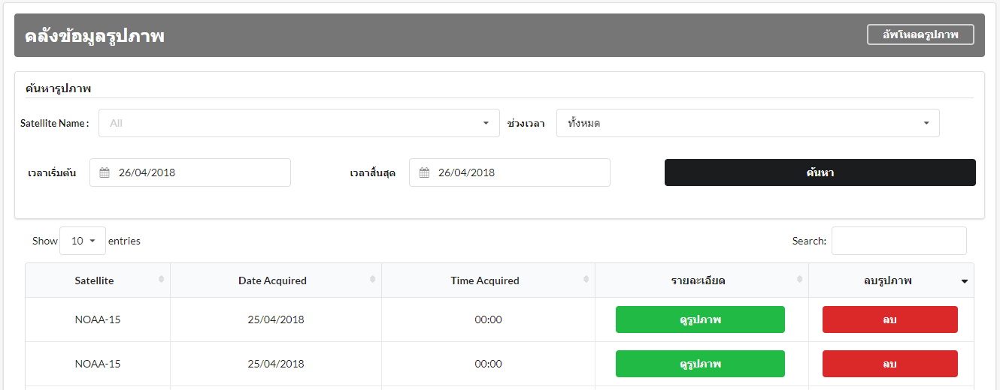 คลังข้อมูลรูปภาพ อัพโหลดรูปภาพ
ค้นหารูปภาพ
Satellite Name : All ช่วงเวลา ทั้งหมด
เวลาเริ่มต้น 26/04/2018 เวลาสิ้นสุด 26/04/2018 ค้นหา
Show 10 entries Search:
Satellite Date Acquired Time Acquired รายละเอียด ลบรูปภาพ
NOAA-15 25/04/2018 00:00 ดูรูปภาพ ลบ
NOAA-15 25/04/2018 00:00 ดูรูปภาพ ลบ